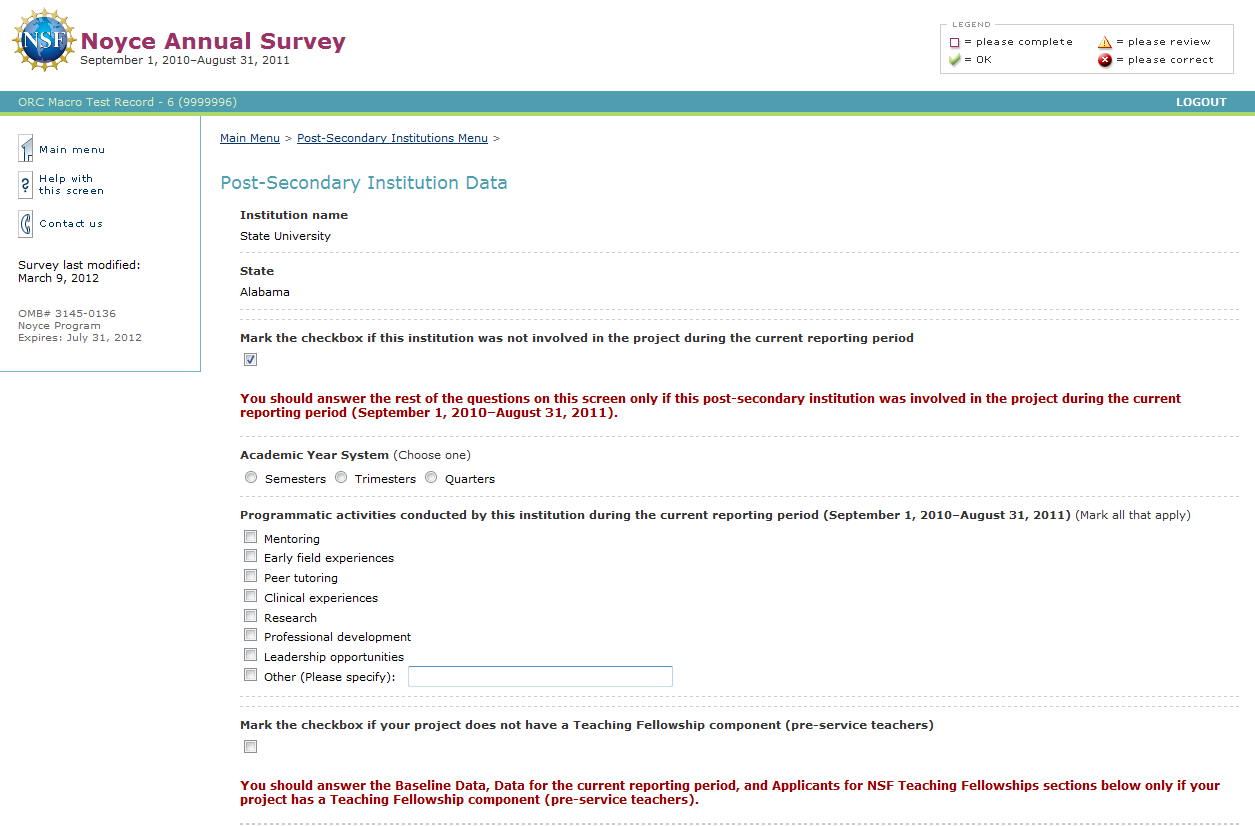 NSF
Noyce Annual Survey
September 1, 2010–August 31, 2011
LEGEND
= please complete
= please review
= OK
= please correct
ORC Macro Test Record - 6 (9999996)
LOGOUT
Main menu
Help with
this screen
Contact us
Survey last modified:
March 9, 2012
OMB# 3145-0136
Noyce Program
Expires: July 31, 2012
Main Menu > Post-Secondary Institutions Menu >
Post-Secondary Institution Data
Institution name
State University
State
Alabama
Mark the checkbox if this institution was not involved in the project during the current reporting period
You should answer the rest of the questions on this screen only if this post-secondary institution was involved in the project during the current
reporting period (September 1, 2010–August 31, 2011).
Academic Year System (Choose one)
Semesters Trimesters Quarters
Programmatic activities conducted by this institution during the current reporting period (September 1, 2010–August 31, 2011) (Mark all that apply)
Mentoring
Early field experiences
Peer tutoring
Clinical experiences
Research
Professional development
Leadership opportunities
Other (Please specify):
Mark the checkbox if your project does not have a Teaching Fellowship component (pre-service teachers)
You should answer the Baseline Data, Data for the current reporting period, and Applicants for NSF Teaching Fellowships sections below only if your
project has a Teaching Fellowship component (pre-service teachers).